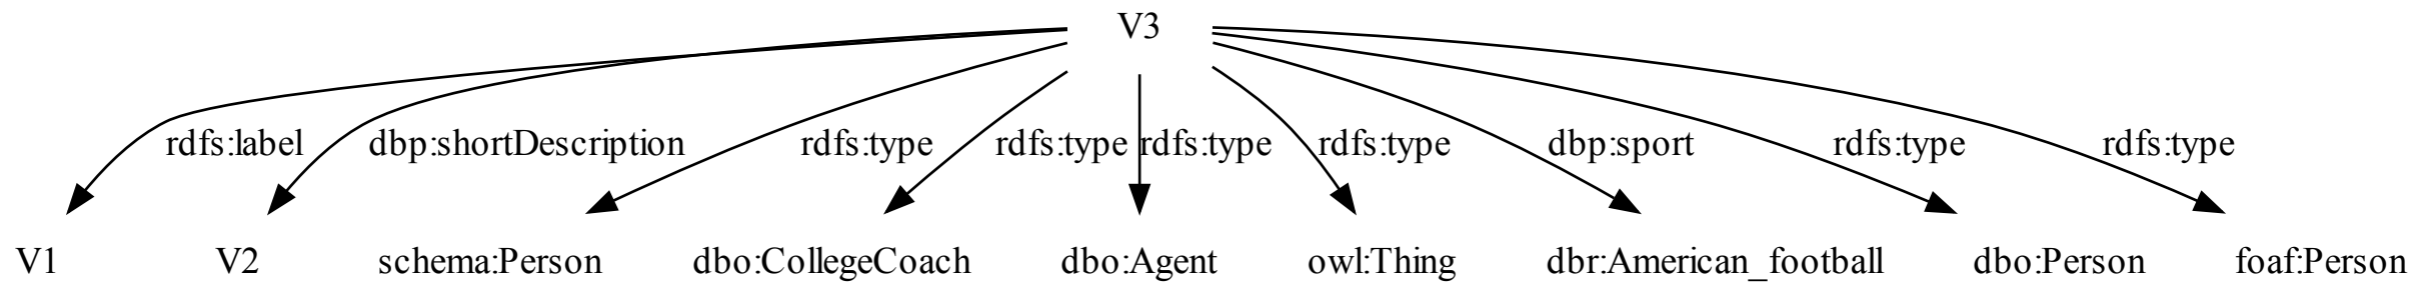 V3
rdfs:label dbp:shortDescription rdfs:type rdfs:type rdfs:type rdfs:type dbp:sport rdfs:type rdfs:type
V1 V2 schema:Person dbo:CollegeCoach dbo:Agent owl:Thing dbr:American_football dbo:Person foaf:Person